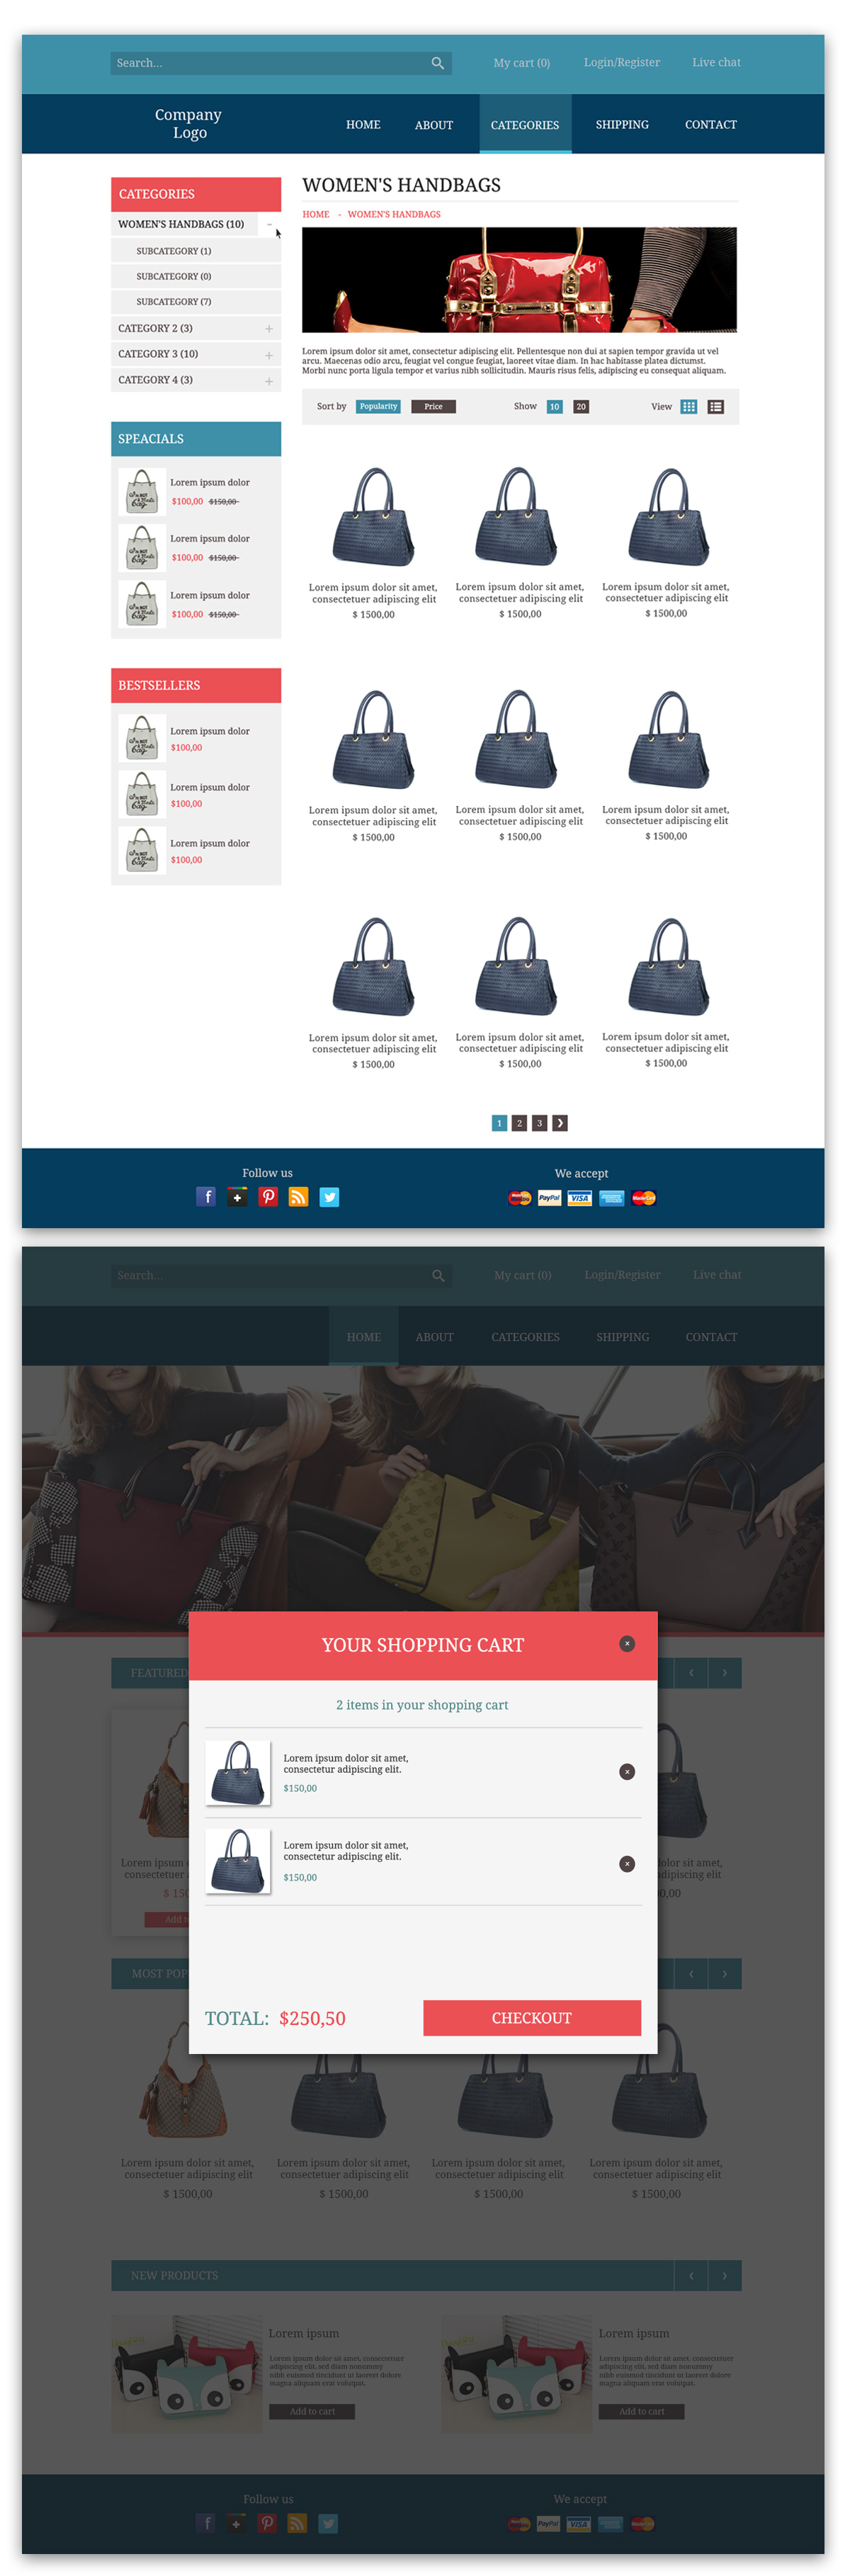 Search...
My cart (0)
Login/Register
Live chat
Company
Logo
HOME
ABOUT
CATEGORIES
SHIPPING
CONTACT
CATEGORIES
WOMEN'S HANDBAGS (10)
-
SUBCATEGORY (1)
SUBCATEGORY (0)
SUBCATEGORY (7)
CATEGORY 2 (3) +
CATEGORY 3 (10) +
CATEGORY 4 (3) +
SPEACIALS
Lorem ipsum dolor
$100,00 $150,00
Lorem ipsum dolor
$100,00 $150,00
Lorem ipsum dolor
$100,00 $150,00
BESTSELLERS
Lorem ipsum dolor
$100,00
Lorem ipsum dolor
$100,00
Lorem ipsum dolor
$100,00
WOMEN'S HANDBAGS
HOME - WOMEN'S HANDBAGS
Lorem ipsum dolor sit amet, consectetur adipiscing elit. Pellentesque non dui at sapien tempor gravida ut vel
arcu. Maecenas odio arcu, feugiat vel congue feugiat, laoreet vitae diam. In hac habitasse platea dictumst.
Morbi nunc porta ligula tempor et varius nibh sollicitudin. Mauris risus felis, adipiscing eu consequat aliquam.
Sort by Popularity Price Show 10 20 View
Lorem ipsum dolor sit amet,
consectetuer adipiscing elit
$ 1500,00
Lorem ipsum dolor sit amet,
consectetuer adipiscing elit
$ 1500,00
Lorem ipsum dolor sit amet,
consectetuer adipiscing elit
$ 1500,00
Lorem ipsum dolor sit amet,
consectetuer adipiscing elit
$ 1500,00
Lorem ipsum dolor sit amet,
consectetuer adipiscing elit
$ 1500,00
Lorem ipsum dolor sit amet,
consectetuer adipiscing elit
$ 1500,00
Lorem ipsum dolor sit amet,
consectetuer adipiscing elit
$ 1500,00
Lorem ipsum dolor sit amet,
consectetuer adipiscing elit
$ 1500,00
Lorem ipsum dolor sit amet,
consectetuer adipiscing elit
$ 1500,00
1 2 3
Follow us
We accept
PayPal
VISA
MasterCard
Search...
My cart (0)
Login/Register
Live chat
HOME
ABOUT
CATEGORIES
SHIPPING
CONTACT
FEATURED
Lorem ipsum
consectetuer
$ 150
Add t
dolor sit amet,
adipiscing elit
00,00
YOUR SHOPPING CART
2 items in your shopping cart
Lorem ipsum dolor sit amet,
consectetur adipiscing elit.
$150,00
Lorem ipsum dolor sit amet,
consectetur adipiscing elit.
$150,00
TOTAL: $250,50
CHECKOUT
MOST POP
Lorem ipsum dolor sit amet,
consectetuer adipiscing elit
$ 1500,00
Lorem ipsum dolor sit amet,
consectetuer adipiscing elit
$ 1500,00
Lorem ipsum dolor sit amet,
consectetuer adipiscing elit
$ 1500,00
Lorem ipsum dolor sit amet,
consectetuer adipiscing elit
$ 1500,00
NEW PRODUCTS
Lorem ipsum
Lorem ipsum dolor sit amet, consectetuer
adipiscing elit, sed diam nonummy
nibh euismod tincidunt ut laoreet dolore
magna aliquam erat volutpat.
Add to cart
Lorem ipsum
Lorem ipsum dolor sit amet, consectetuer
adipiscing elit, sed diam nonummy
nibh euismod tincidunt ut laoreet dolore
magna aliquam erat volutpat.
Add to cart
Follow us
We accept
PayPal
VISA
MasterCard